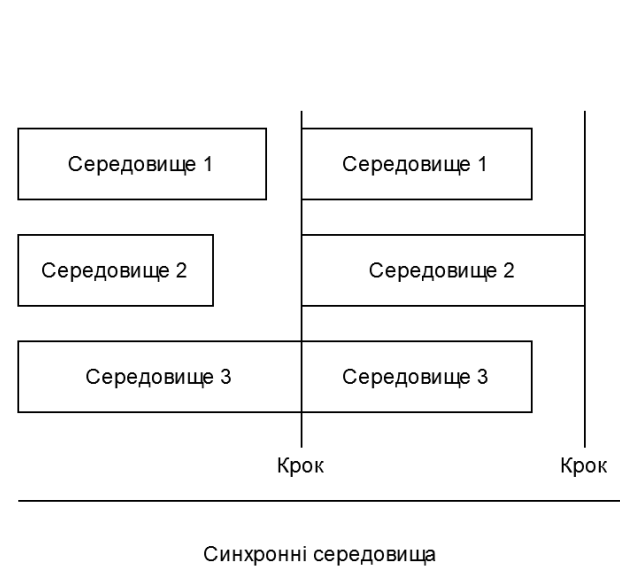 Середовище 1 Середовище 1
Середовище 2 Середовище 2
Середовище 3 Середовище 3
Крок Крок
Синхронні середовища